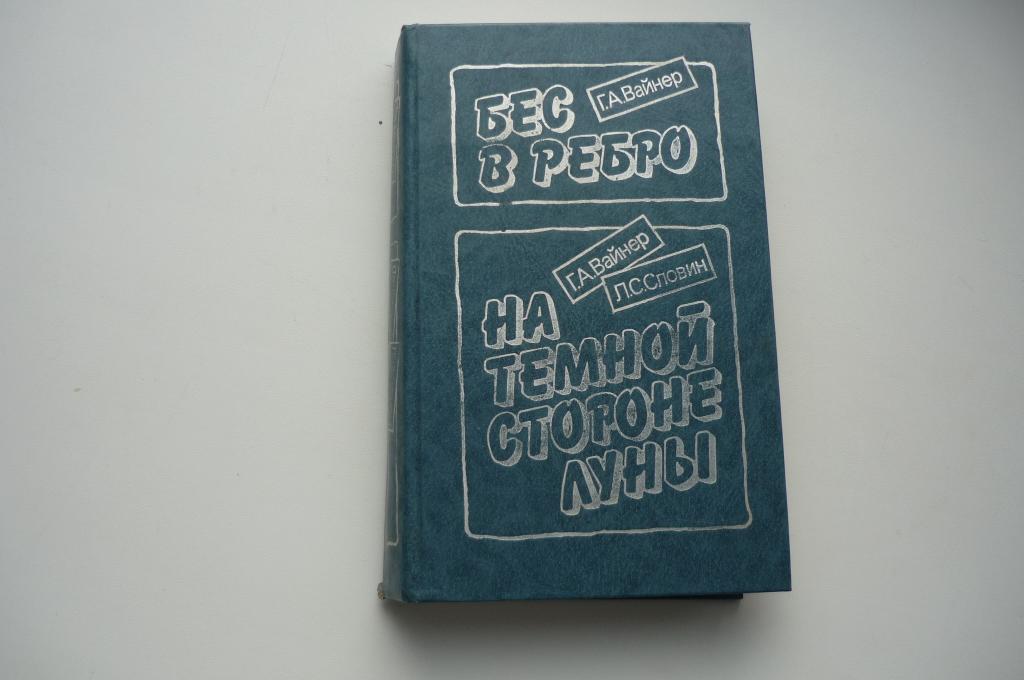 Г.А.Вайнер
БЕС
В РЕБРО
Г.А.Вайнер
Л.С.Словин
НА
ТЕМНОЙ
СТОРОНЕ
ЛУНЫ